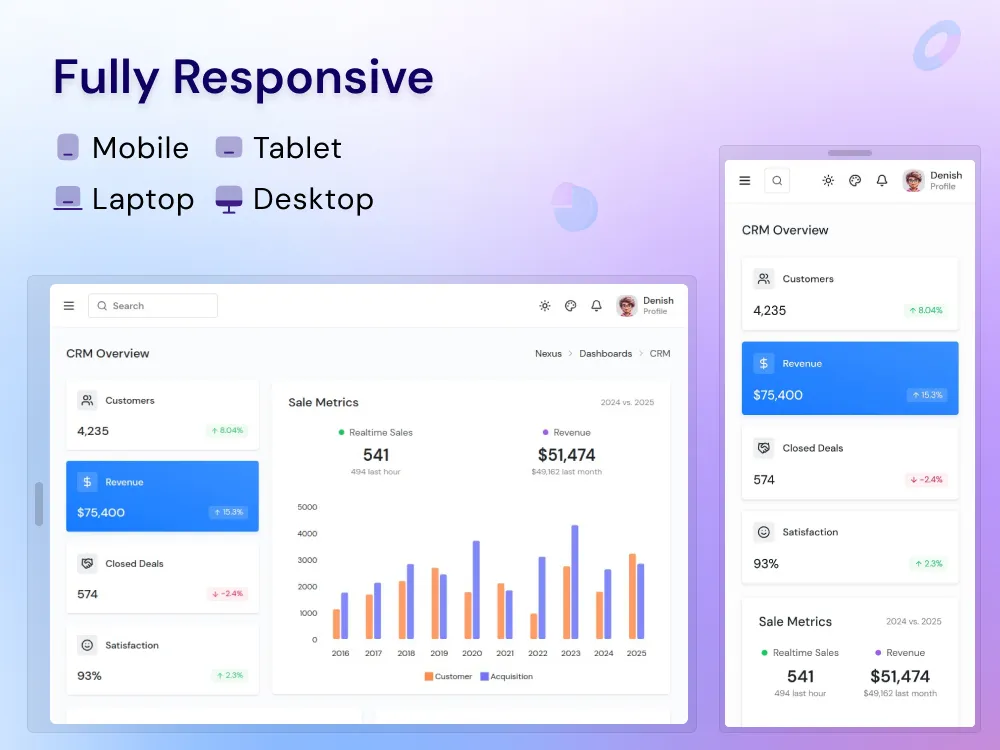 Fully Responsive
Mobile Tablet
Laptop Desktop
Search
Denish
Profile
CRM Overview
Nexus > Dashboards > CRM
Customers
4,235
↑ 8.04%
Revenue
$75,400
↑ 15.3%
Closed Deals
574
↓ -2.4%
Satisfaction
93%
↑ 2.3%
Sale Metrics
2024 vs. 2025
Realtime Sales
541
494 last hour
Revenue
$51,474
$49,162 last month
5000
4000
3000
2000
1000
0
2016 2017 2018 2019 2020 2021 2022 2023 2024 2025
Customer Acquisition
Denish
Profile
CRM Overview
Customers
4,235
↑ 8.04%
Revenue
$75,400
↑ 15.3%
Closed Deals
574
↓ -2.4%
Satisfaction
93%
↑ 2.3%
Sale Metrics
2024 vs. 2025
Realtime Sales
541
494 last hour
Revenue
$51,474
$49,162 last month